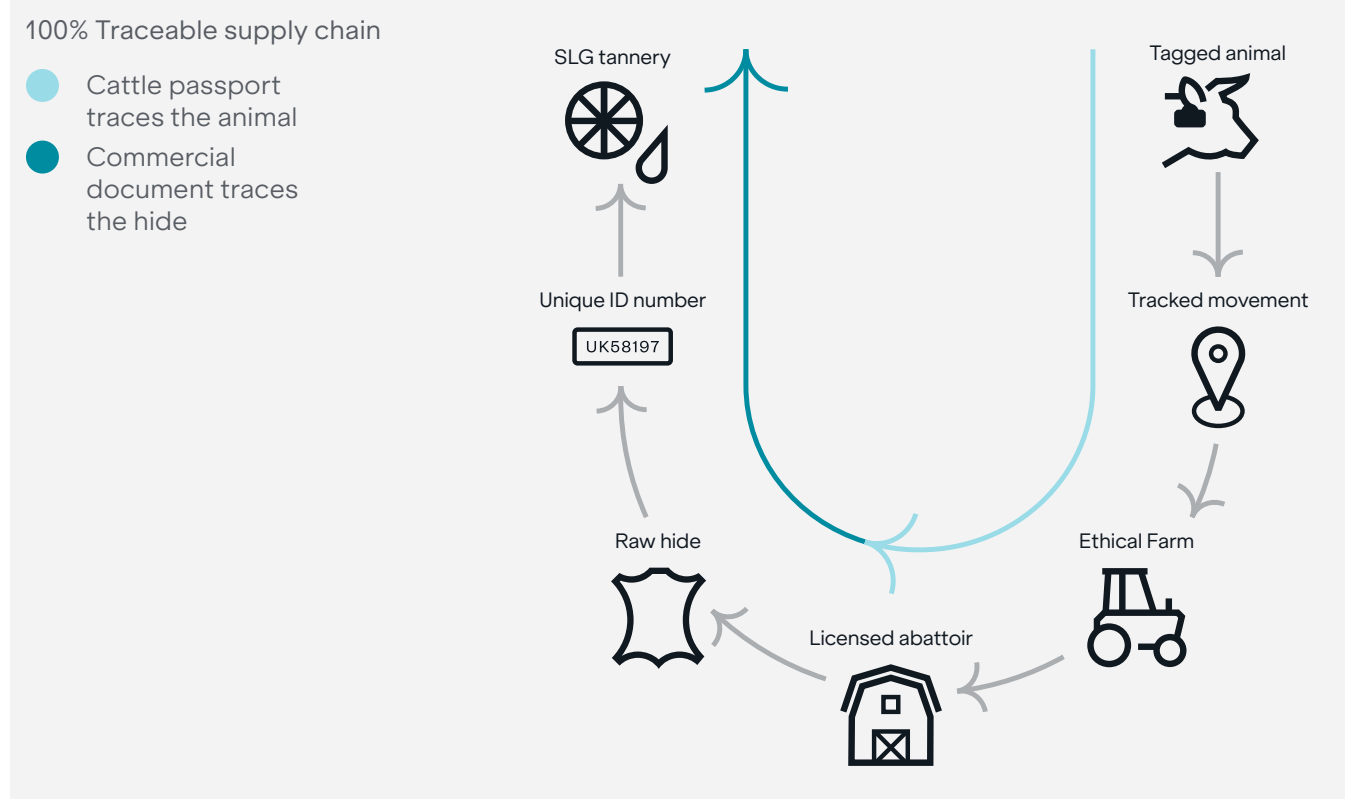 100% Traceable supply chain
Cattle passport
traces the animal
Commercial
document traces
the hide
SLG tannery
Tagged animal
Unique ID number
UK58197
Tracked movement
Raw hide
Ethical Farm
Licensed abattoir